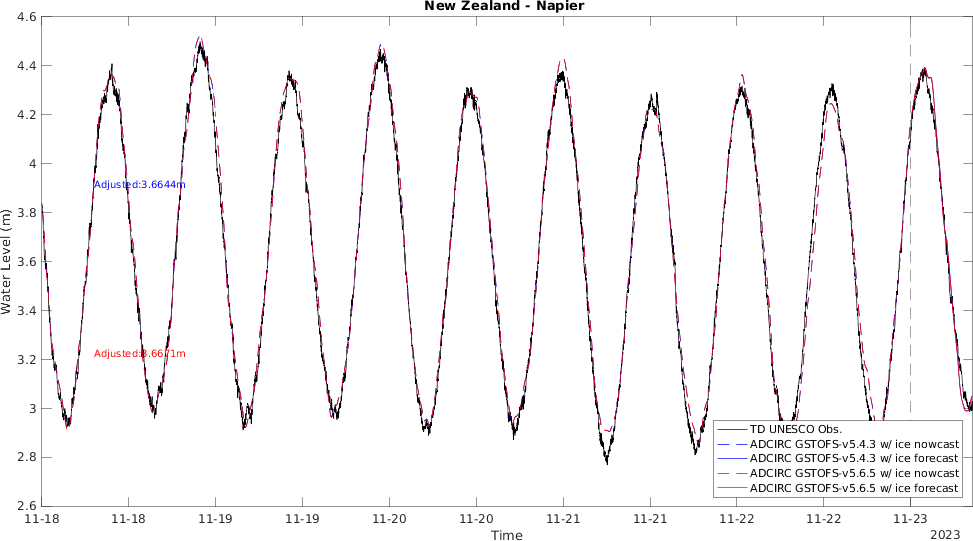 New Zealand - Napier
4.6
4.4
4.2
4
3.8
3.6
3.4
3.2
3
2.8
2.6
Water Level (m)
Adjusted:3.6644m
Adjusted:3.6671m
TD UNESCO Obs.
ADCIRC GSTOFS-v5.4.3 w/ ice nowcast
ADCIRC GSTOFS-v5.4.3 w/ ice forecast
ADCIRC GSTOFS-v5.6.5 w/ ice nowcast
ADCIRC GSTOFS-v5.6.5 w/ ice forecast
11-18 11-18 11-19 11-19 11-20 11-20 11-21 11-21 11-22 11-22 11-23
Time
2023